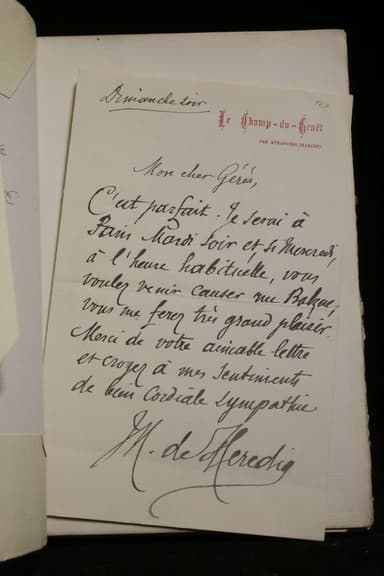 Dimanche soir
Le Champ-du-Genêt
PAR AVRANCHES (MANCHE)
Mon cher Gérès,
C'est parfait. Je serai à
Paris Mardi soir et si Mercredi,
à l'heure habituelle, vous
voulez venir causer rue Balzac,
vous me ferez très grand plaisir.
Merci de votre aimable lettre
et croyez à mes sentiments
de bien cordiale sympathie
M. de Heredia